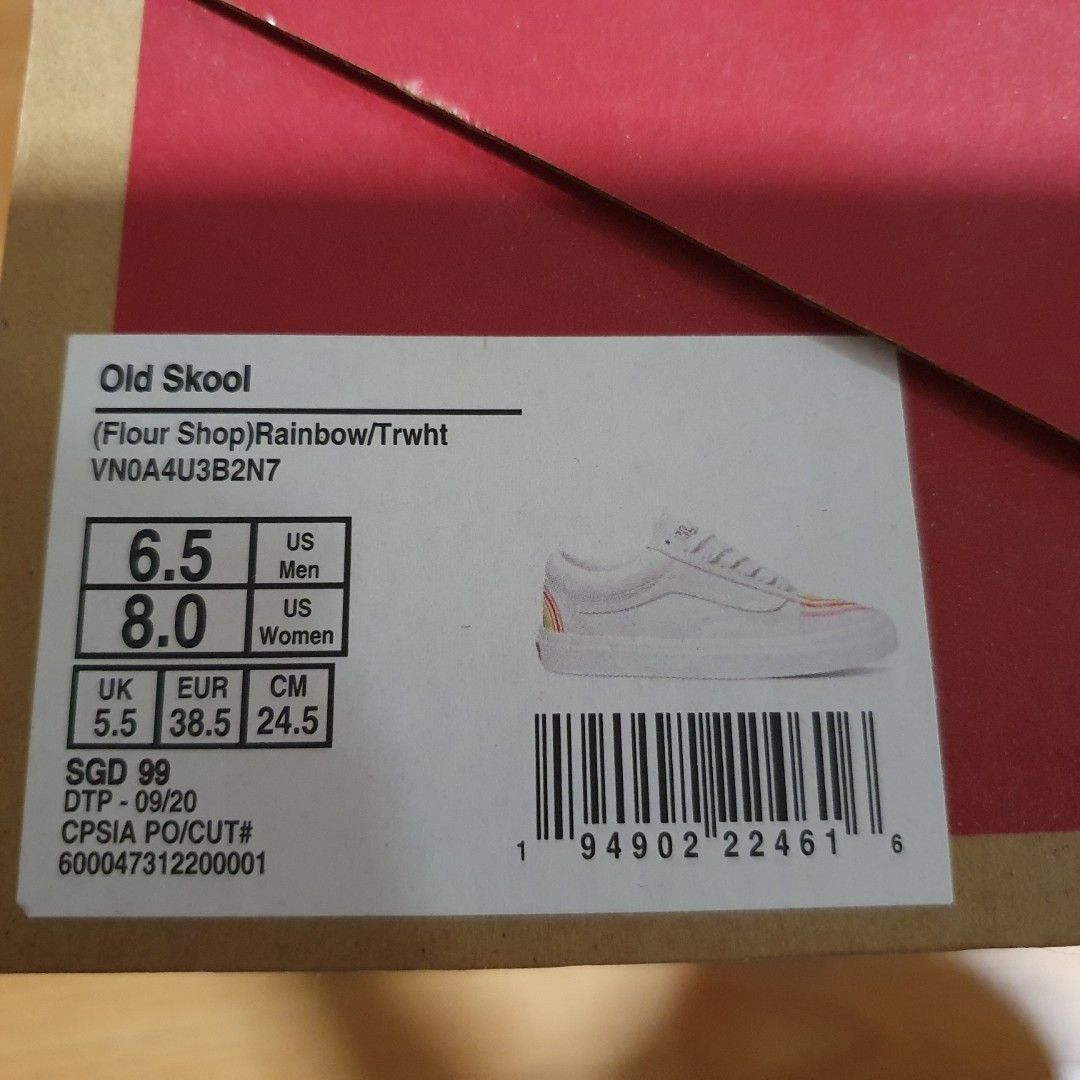 Old Skool
(Flour Shop)Rainbow/Trwht
VN0A4U3B2N7
6.5 US Men
8.0 US Women
UK EUR CM
5.5 38.5 24.5
SGD 99
DTP - 09/20
CPSIA PO/CUT#
600047312200001
1 94902 22461 6